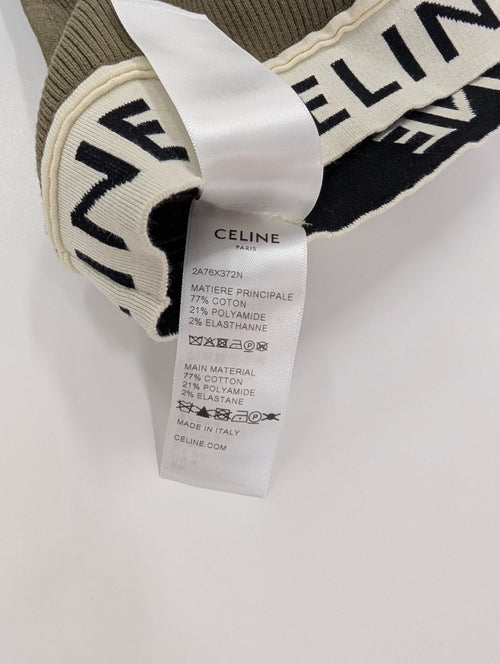 CELINE
CELINE
PARIS
2A76X372N
MATIERE PRINCIPALE
77% COTON
21% POLYAMIDE
2% ELASTHANNE
MAIN MATERIAL
77% COTTON
21% POLYAMIDE
2% ELASTANE
MADE IN ITALY
CELINE.COM